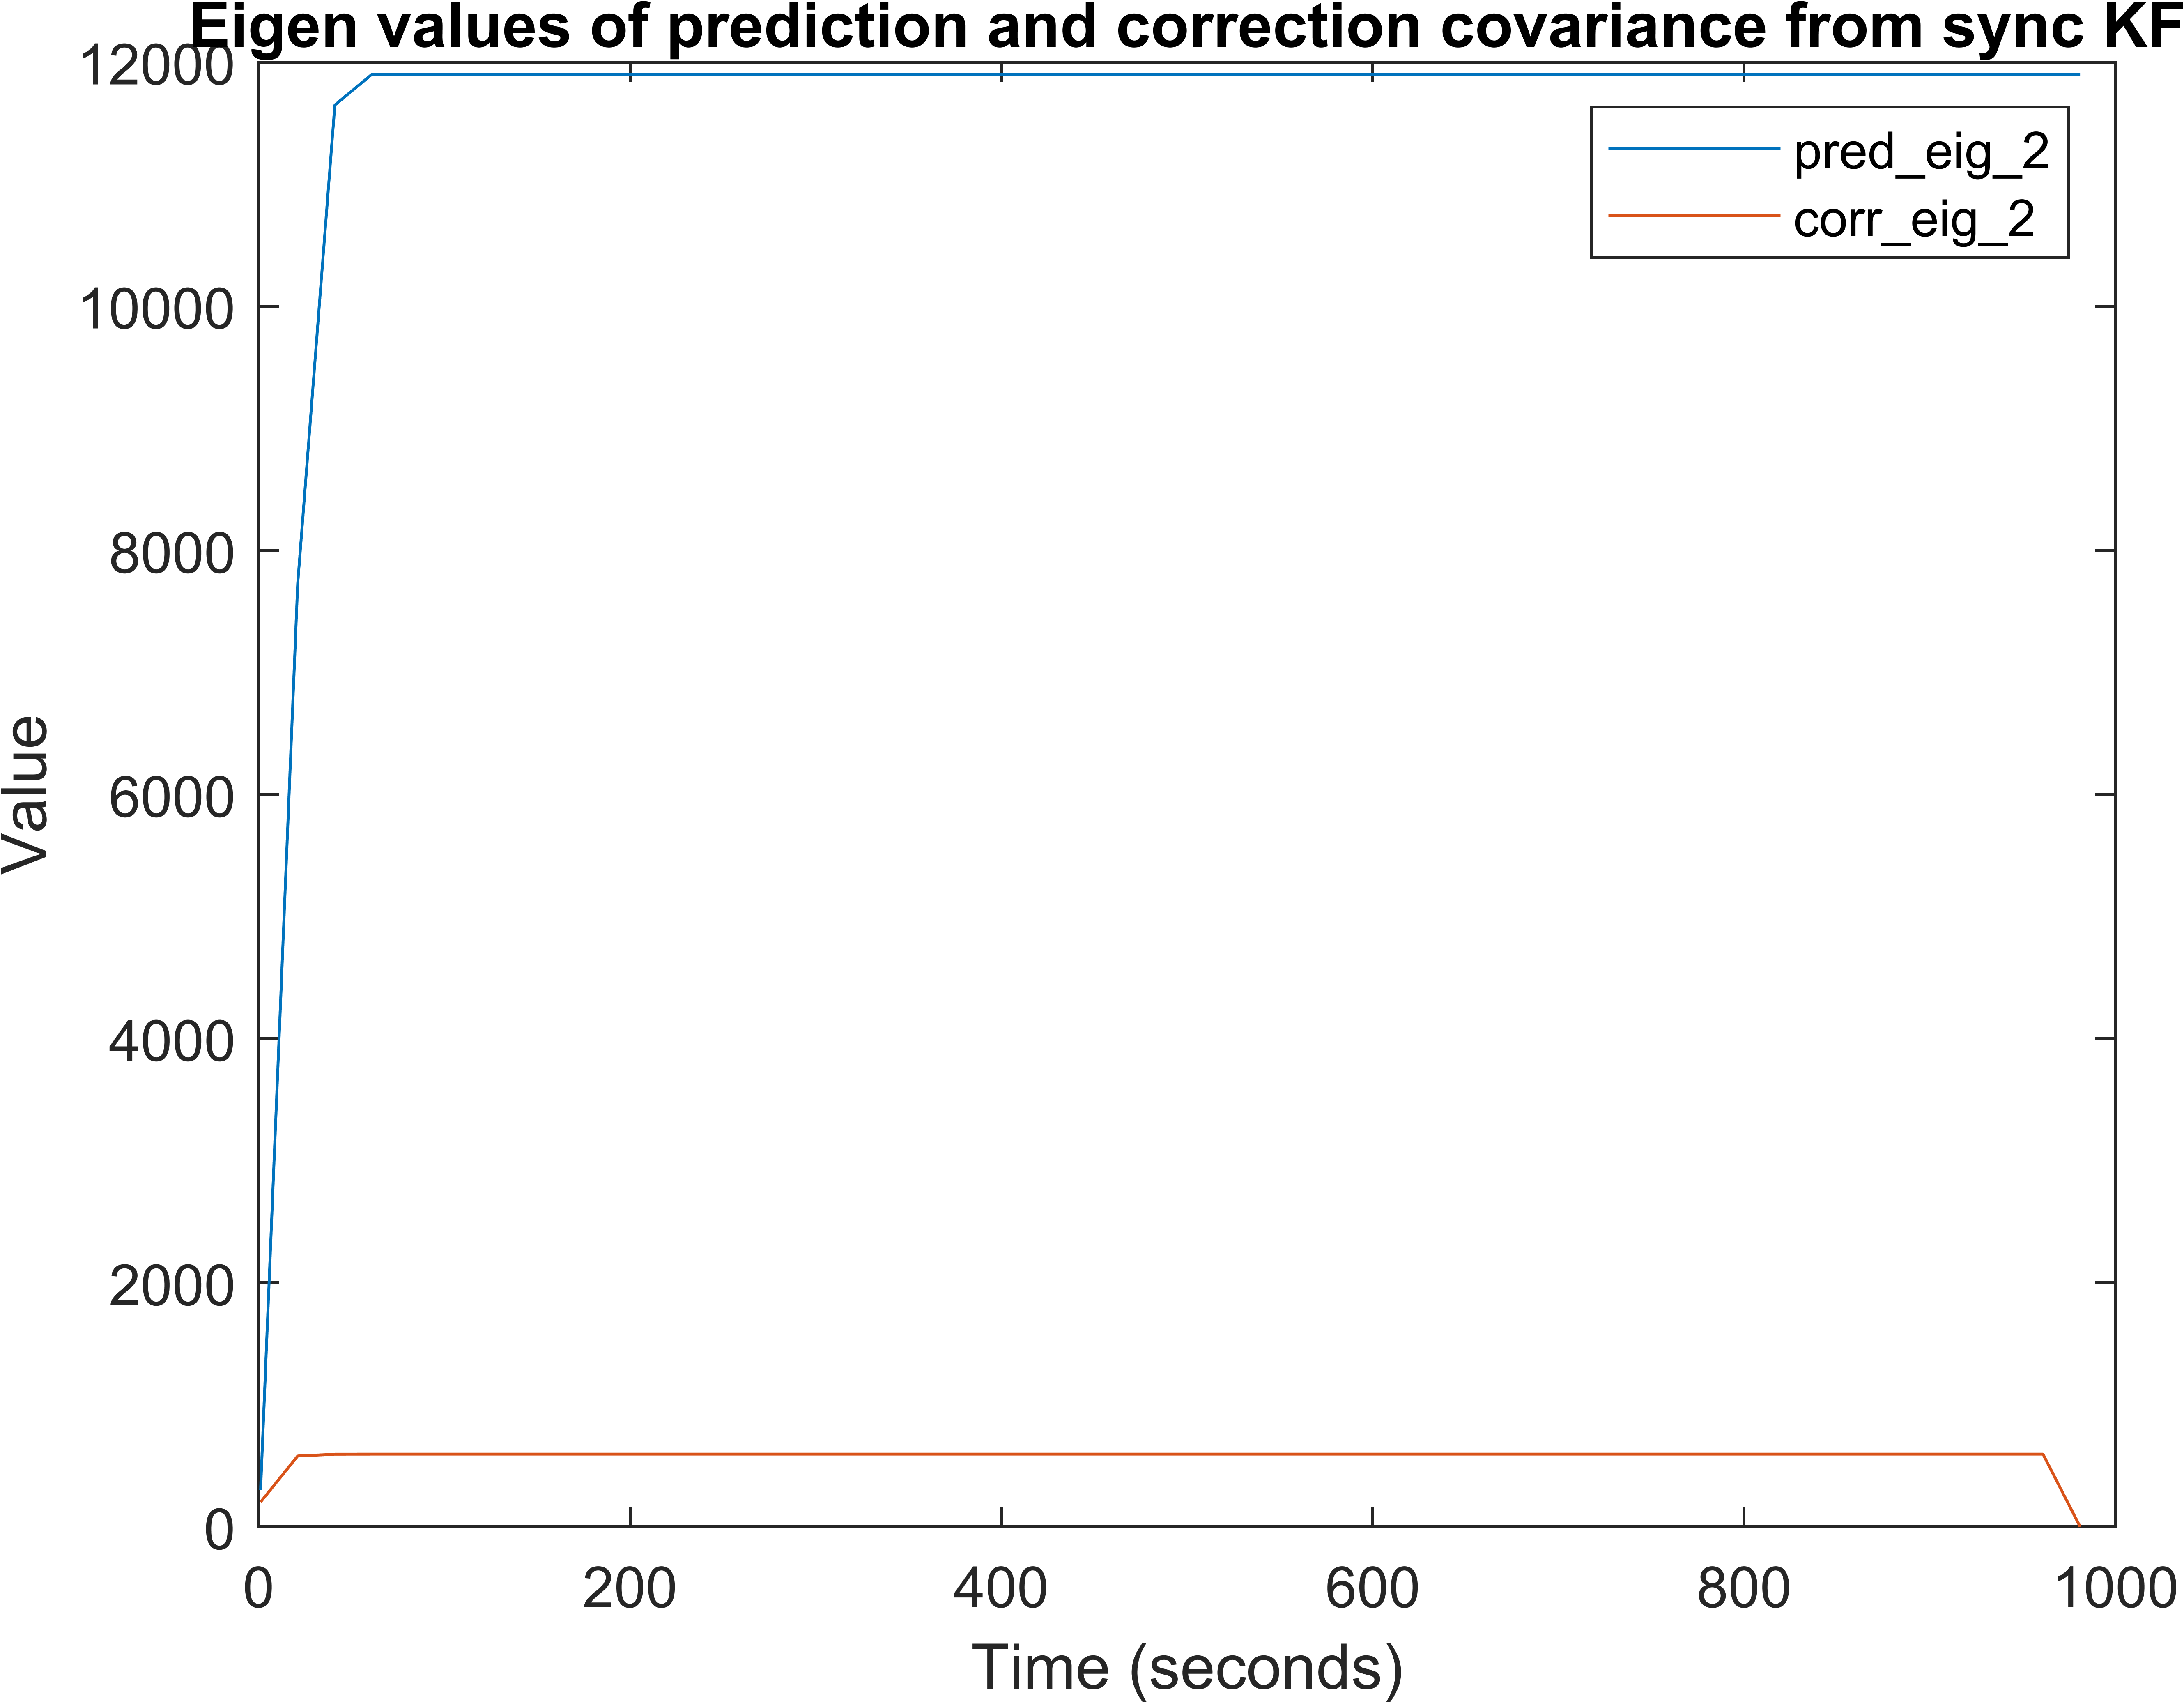 Eigen values of prediction and correction covariance from sync KF
12000
10000
8000
6000
4000
2000
0
Value
pred_eig_2
corr_eig_2
0 200 400 600 800 1000
Time (seconds)